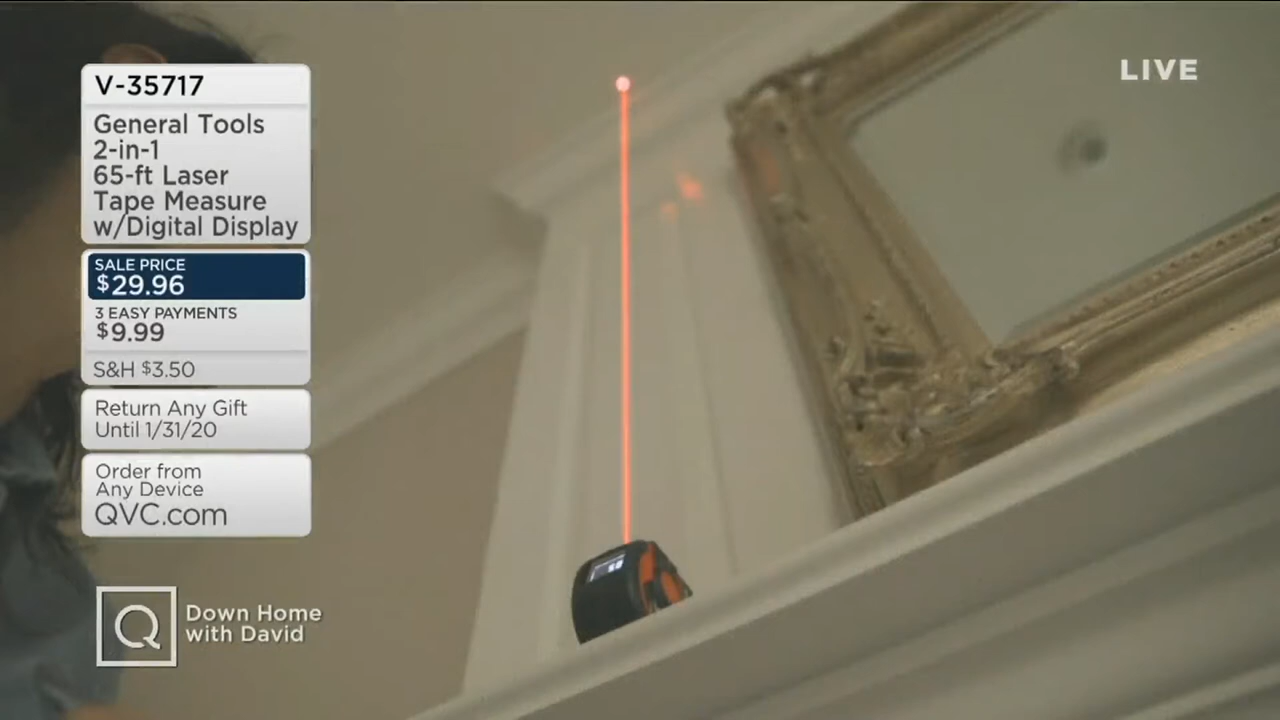 V-35717
General Tools
2-in-1
65-ft Laser
Tape Measure
w/Digital Display
SALE PRICE
$29.96
3 EASY PAYMENTS
$9.99
S&H $3.50
Return Any Gift
Until 1/31/20
Order from
Any Device
QVC.com
Q
Down Home
with David
LIVE